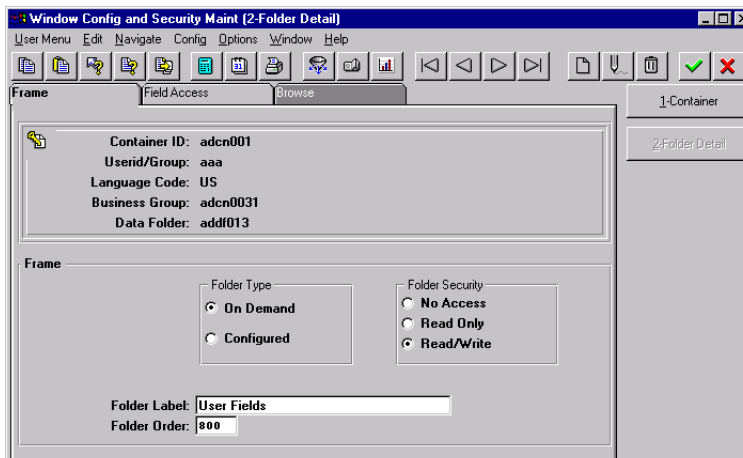 Window Config and Security Maint (2-Folder Detail)
User Menu Edit Navigate Config Options Window Help
31
Frame Field Access Browse
1-Container
2-Folder Detail
Container ID: adcn001
Userid/Group: aaa
Language Code: US
Business Group: adcn0031
Data Folder: addf013
Frame
Folder Type Folder Security
On Demand No Access
Read Only
Configured Read/Write
Folder Label: User Fields
Folder Order: 800